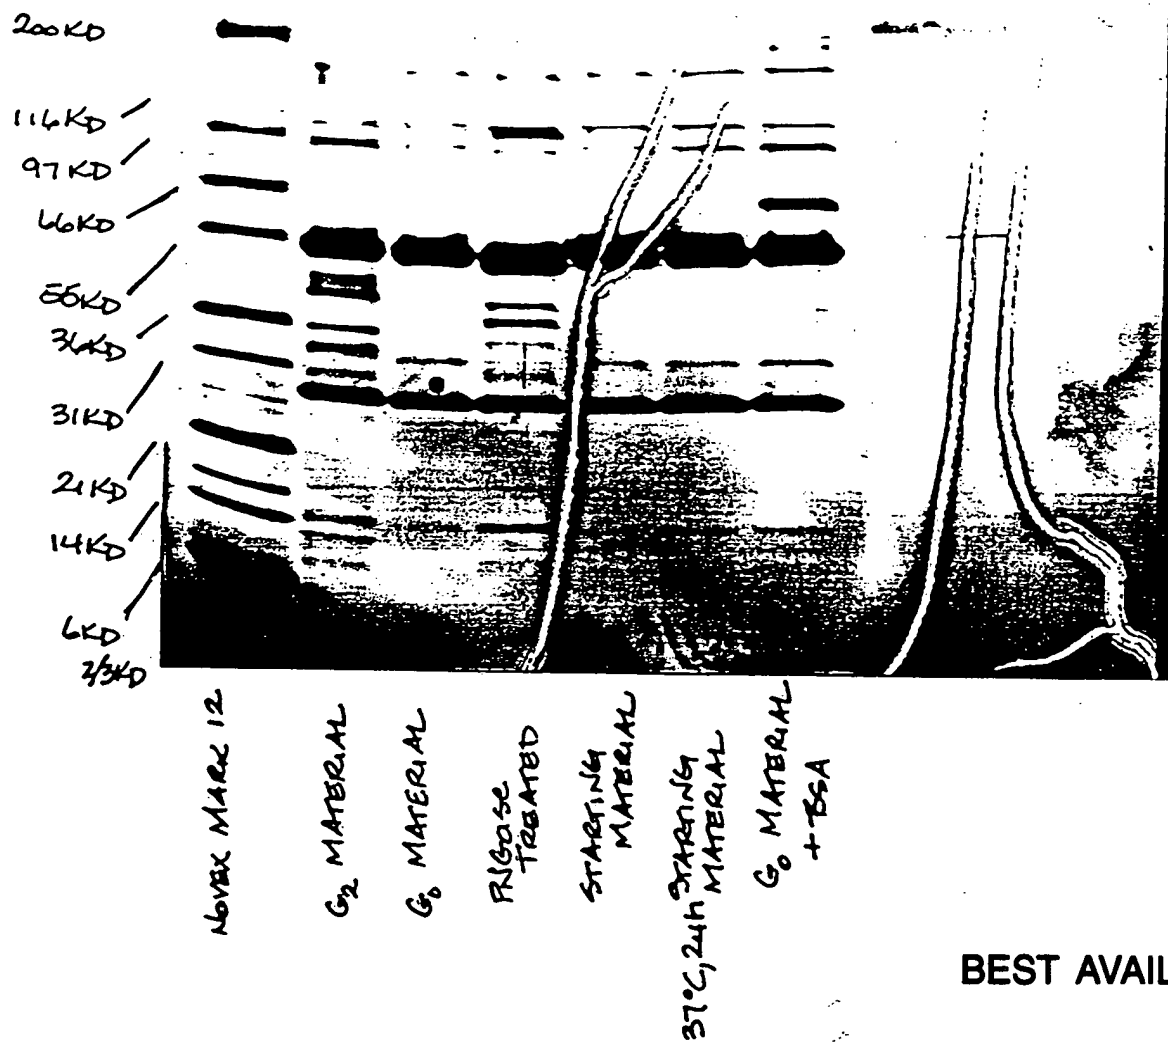 200KD
116KD
97KD
66KD
55KD
36KD
31KD
21KD
14KD
6KD
2/3KD
NOVEX MARK 12
G2 MATERIAL
G0 MATERIAL
PNGase
TREATED
STARTING
MATERIAL
37°C, 24h STARTING
MATERIAL
G0 MATERIAL
+ BSA
BEST AVAIL